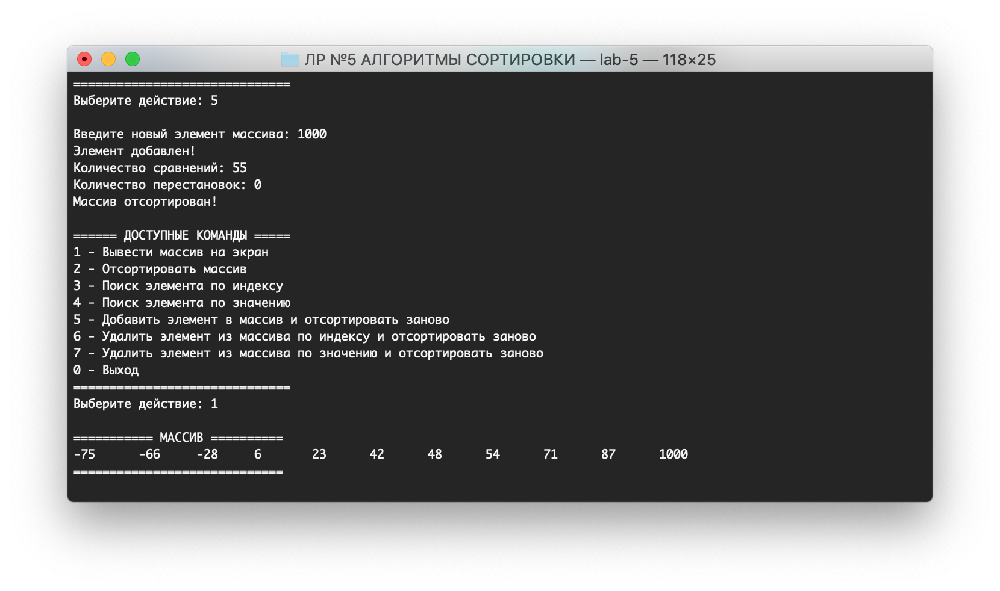 ЛР №5 АЛГОРИТМЫ СОРТИРОВКИ — lab-5 — 118×25
==============================
Выберите действие: 5
Введите новый элемент массива: 1000
Элемент добавлен!
Количество сравнений: 55
Количество перестановок: 0
Массив отсортирован!
====== ДОСТУПНЫЕ КОМАНДЫ =====
1 - Вывести массив на экран
2 - Отсортировать массив
3 - Поиск элемента по индексу
4 - Поиск элемента по значению
5 - Добавить элемент в массив и отсортировать заново
6 - Удалить элемент из массива по индексу и отсортировать заново
7 - Удалить элемент из массива по значению и отсортировать заново
0 - Выход
==============================
Выберите действие: 1
=========== МАССИВ ==========
-75 -66 -28 6 23 42 48 54 71 87 1000
=============================